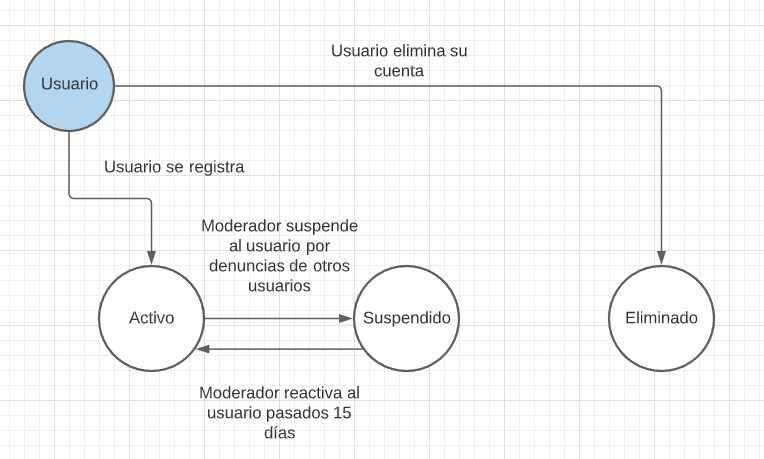 Usuario
Usuario elimina su
cuenta
Usuario se registra
Moderador suspende
al usuario por
denuncias de otros
usuarios
Activo
Suspendido
Eliminado
Moderador reactiva al
usuario pasados 15
días